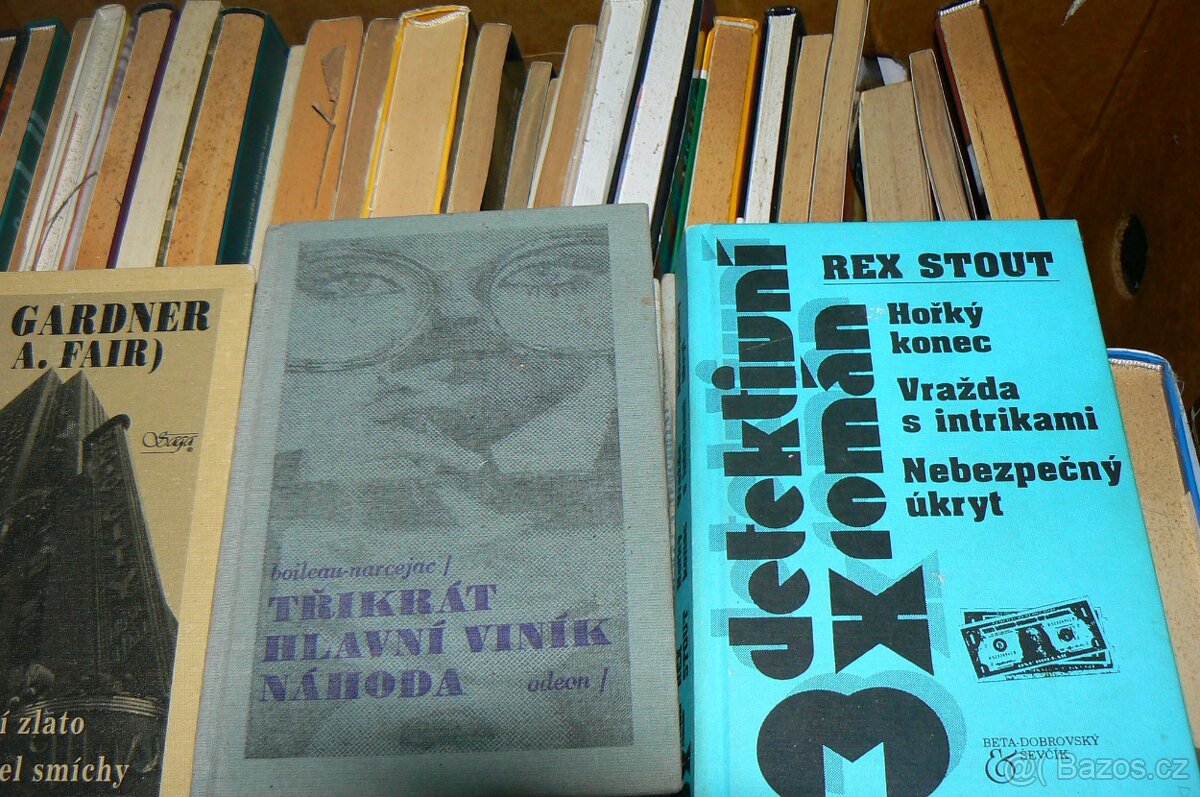 GARDNER
A. FAIR)
Saga
í zlato
el smíchy
boileau-narcejac /
TŘIKRÁT
HLAVNÍ VINÍK
NÁHODA
odeon /
3x detektivní
román
REX STOUT
Hořký
konec
Vražda
s intrikami
Nebezpečný
úkryt
BETA-DOBROVSKÝ
& ŠEVČÍK
@( Bazos.cz